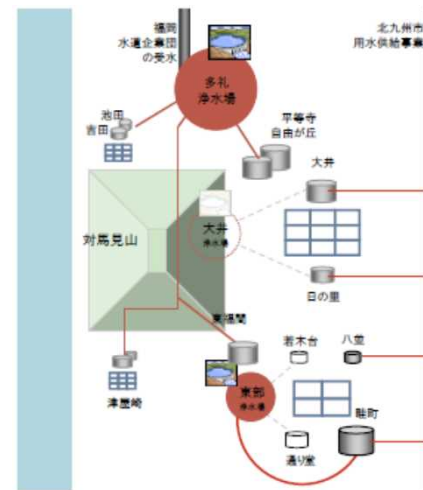 福岡
水道企業団
の受水
北九州市
用水供給事業
多礼
浄水場
池田
吉田
平等寺
自由が丘
大井
対馬見山
大井
浄水場
日の里
東福間
若木台
八並
津屋崎
東部
浄水場
畦町
通り堂